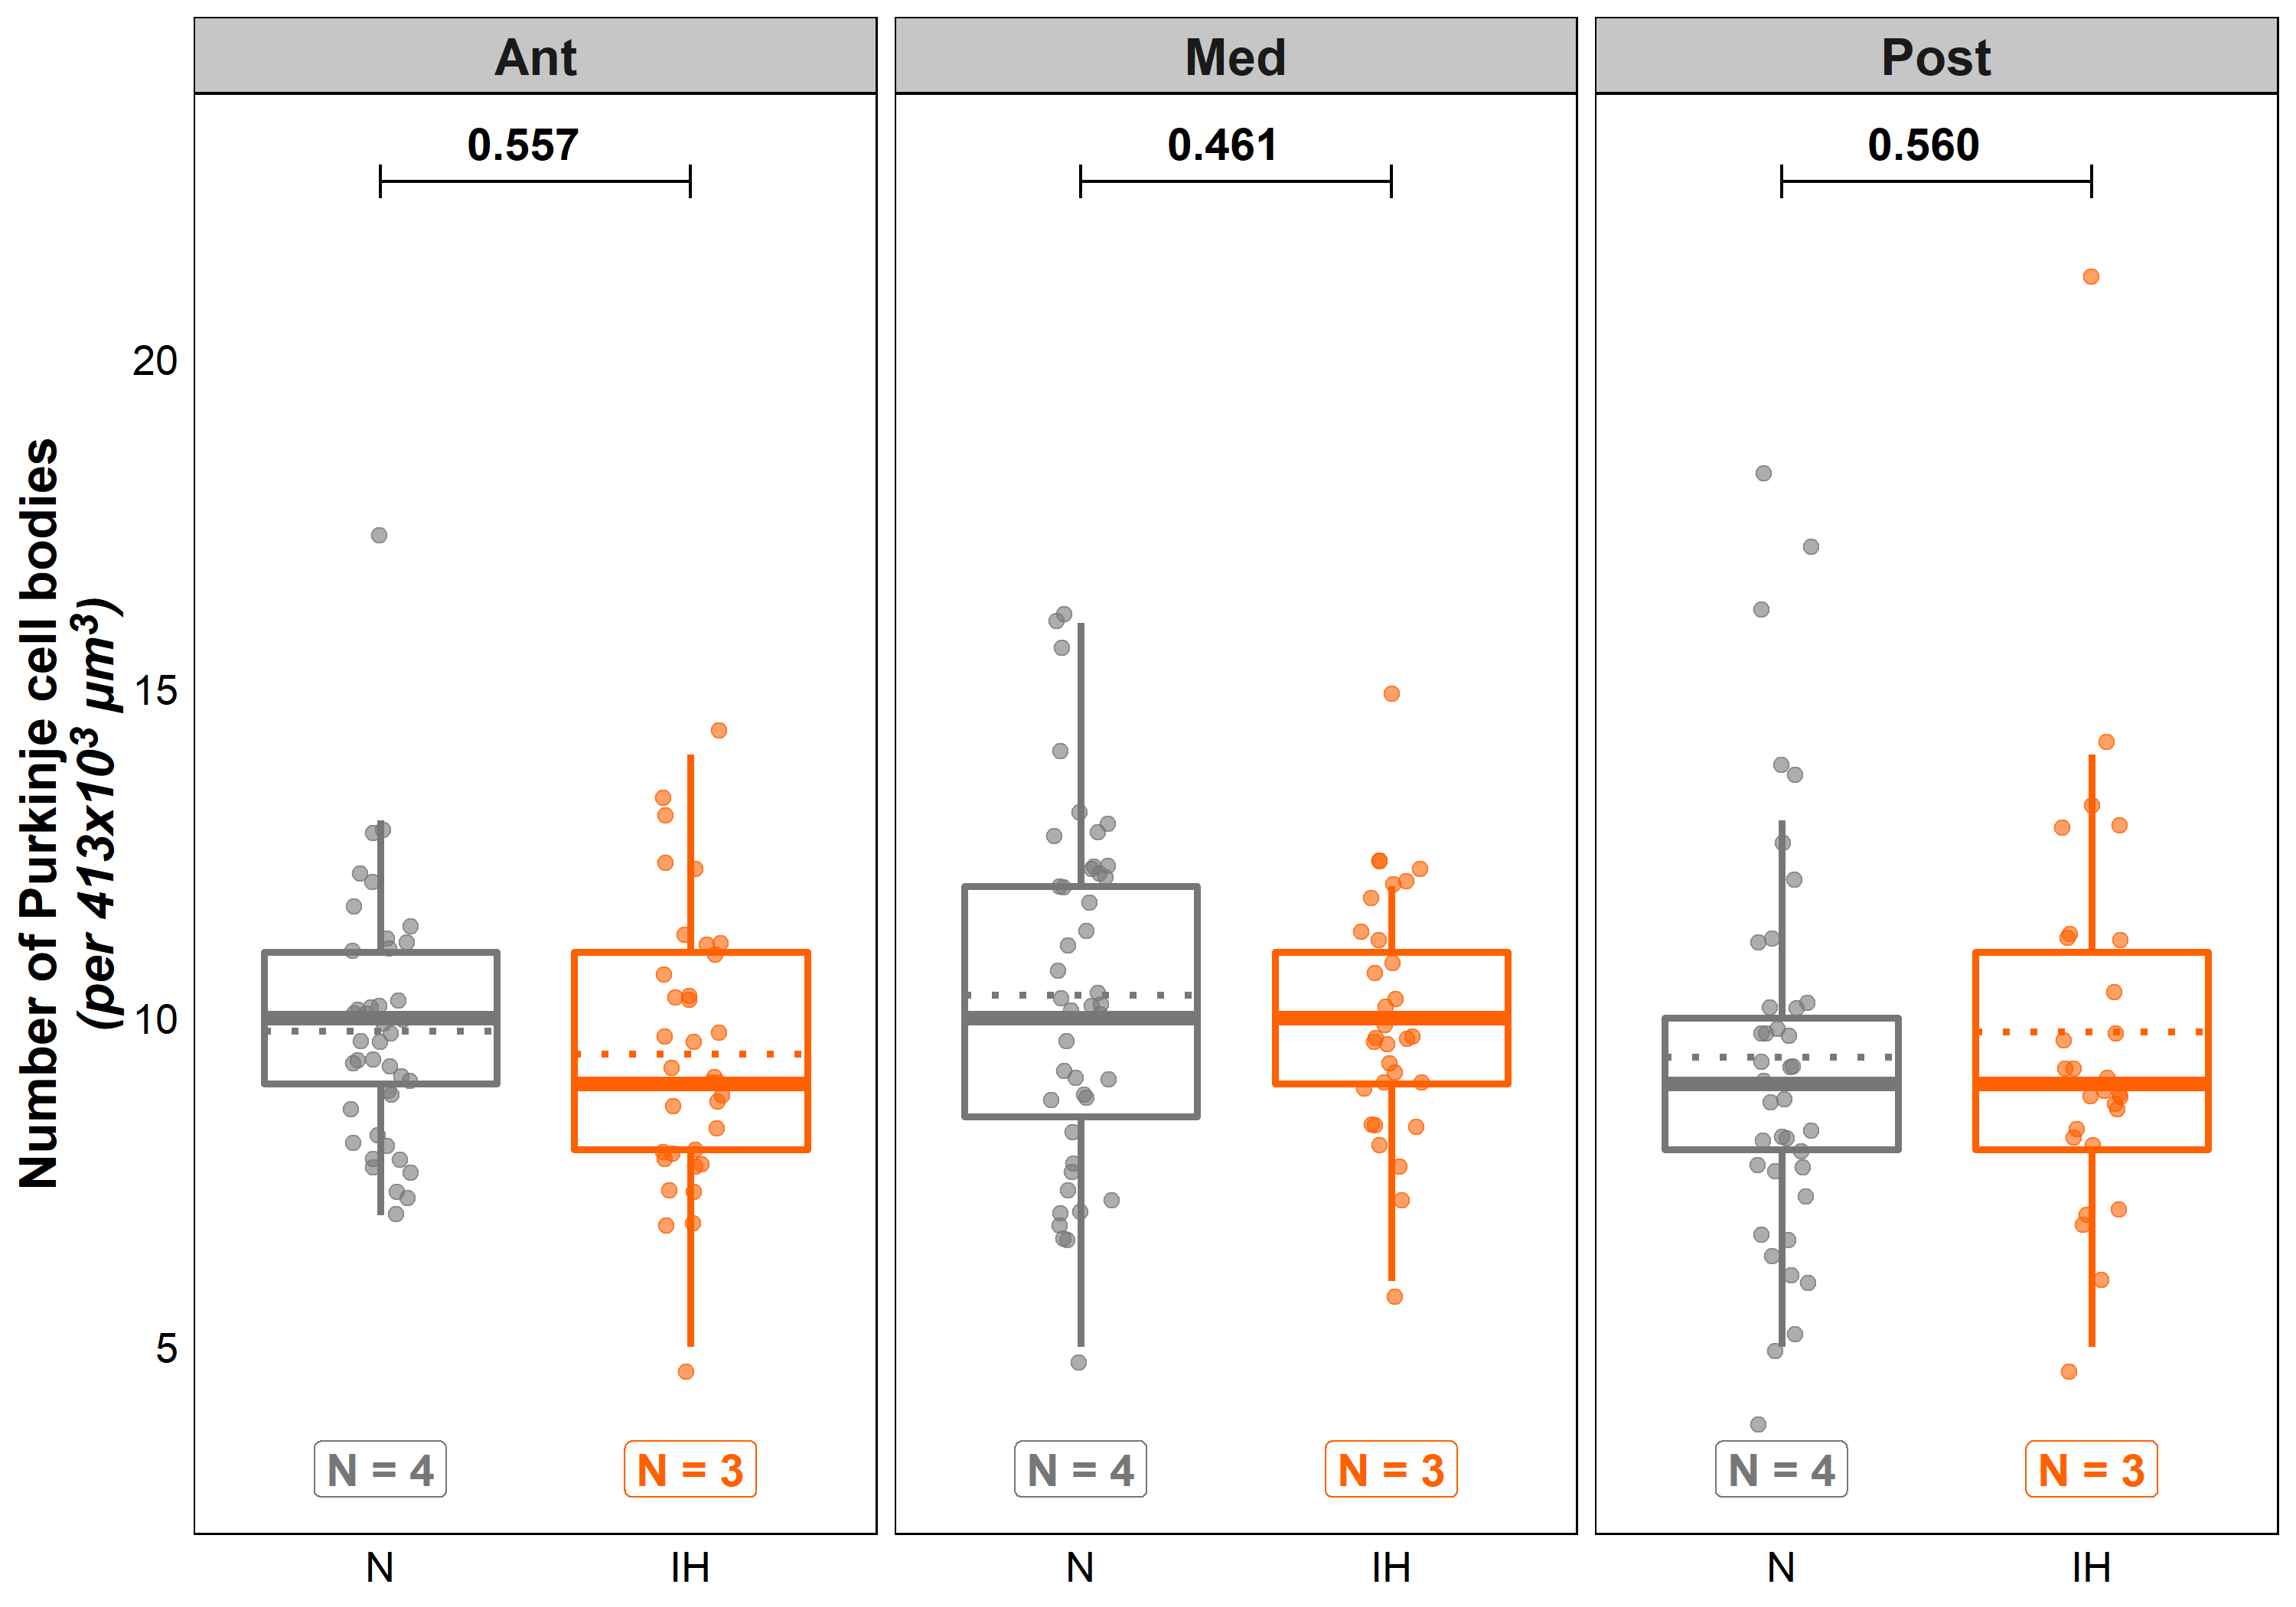 Ant
Med
Post
0.557
0.461
0.560
Number of Purkinje cell bodies
(per 413x10³ µm³)
20
15
10
5
N = 4
N = 3
N = 4
N = 3
N = 4
N = 3
N
IH
N
IH
N
IH